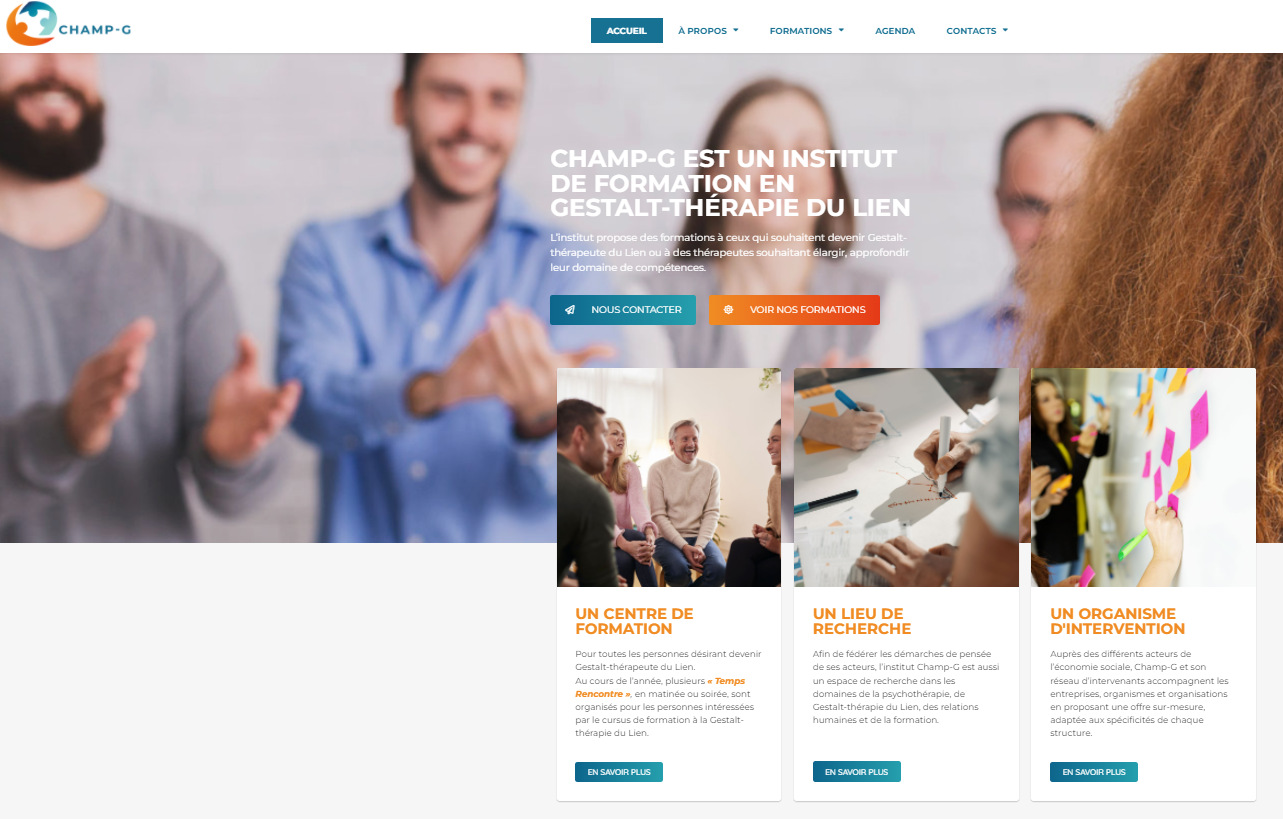 CHAMP-G
ACCUEIL
À PROPOS
FORMATIONS
AGENDA
CONTACTS
CHAMP-G EST UN INSTITUT
DE FORMATION EN
GESTALT-THÉRAPIE DU LIEN
L'institut propose des formations à ceux qui souhaitent devenir Gestalt-
thérapeute du Lien ou à des thérapeutes souhaitant élargir, approfondir
leur domaine de compétences.
NOUS CONTACTER
VOIR NOS FORMATIONS
UN CENTRE DE
FORMATION
Pour toutes les personnes désirant devenir
Gestalt-thérapeute du Lien.
Au cours de l'année, plusieurs « Temps
Rencontre », en matinée ou soirée, sont
organisés pour les personnes intéressées
par le cursus de formation à la Gestalt-
thérapie du Lien.
EN SAVOIR PLUS
UN LIEU DE
RECHERCHE
Afin de fédérer les démarches de pensée
de ses acteurs, l'institut Champ-G est aussi
un espace de recherche dans les
domaines de la psychothérapie, de
Gestalt-thérapie du Lien, des relations
humaines et de la formation.
EN SAVOIR PLUS
UN ORGANISME
D'INTERVENTION
Auprès des différents acteurs de
l'économie sociale, Champ-G et son
réseau d'intervenants accompagnent les
entreprises, organismes et organisations
en proposant une offre sur-mesure,
adaptée aux spécificités de chaque
structure.
EN SAVOIR PLUS